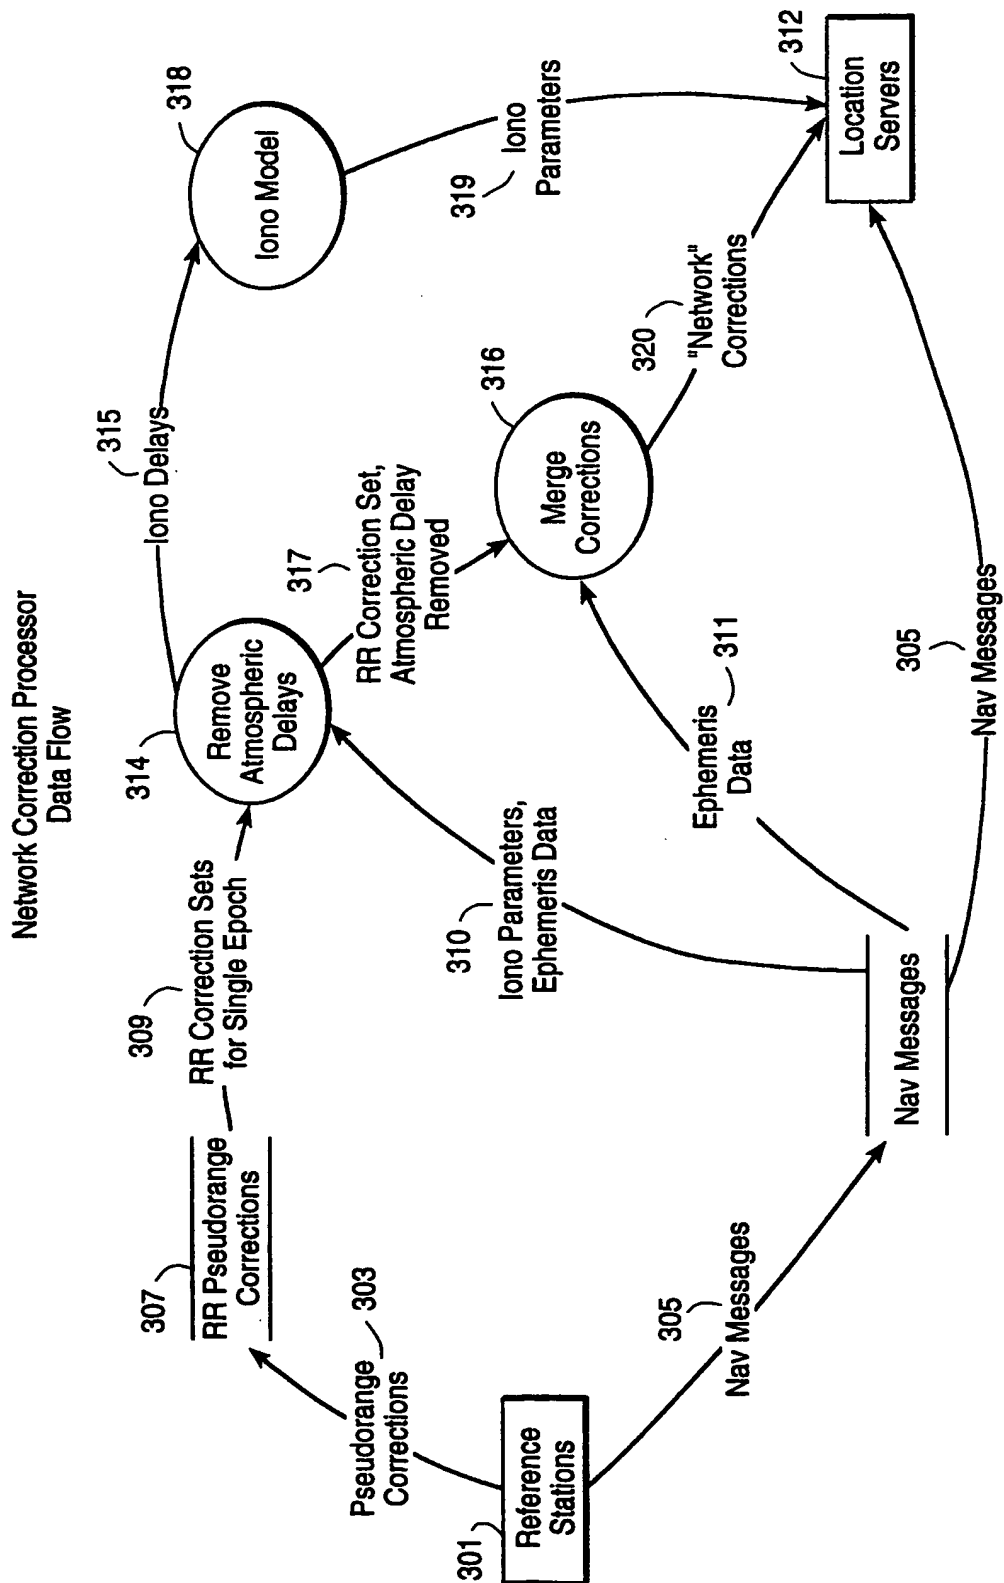 Network Correction Processor
Data Flow
307
RR Pseudorange
Corrections
309
RR Correction Sets
for Single Epoch
314
Remove
Atmospheric
Delays
315
Iono Delays
318
Iono Model
303
Pseudorange
Corrections
301
Reference
Stations
310
Iono Parameters,
Ephemeris Data
317
RR Correction Set,
Atmospheric Delay
Removed
316
Merge
Corrections
319
Iono
Parameters
320
"Network"
Corrections
312
Location
Servers
305
Nav Messages
Nav Messages
Ephemeris
Data
311
305
Nav Messages